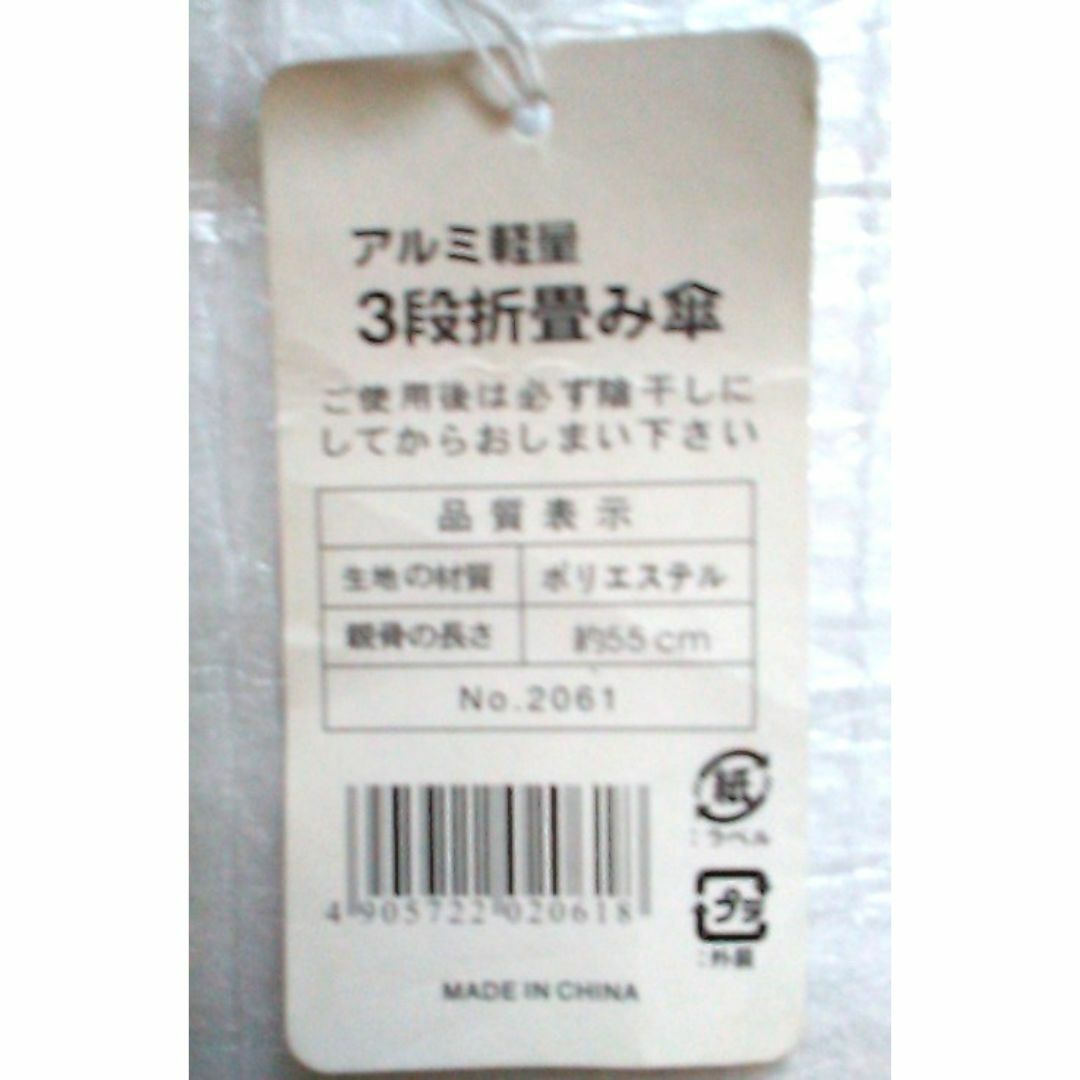 アルミ軽量
3段折畳み傘
ご使用後は必ず陰干しに
してからおしまい下さい
品質表示
生地の材質 ポリエステル
親骨の長さ 約55cm
No.2061
紙
:ラベル
プラ
:外装
4 905722 020618
MADE IN CHINA